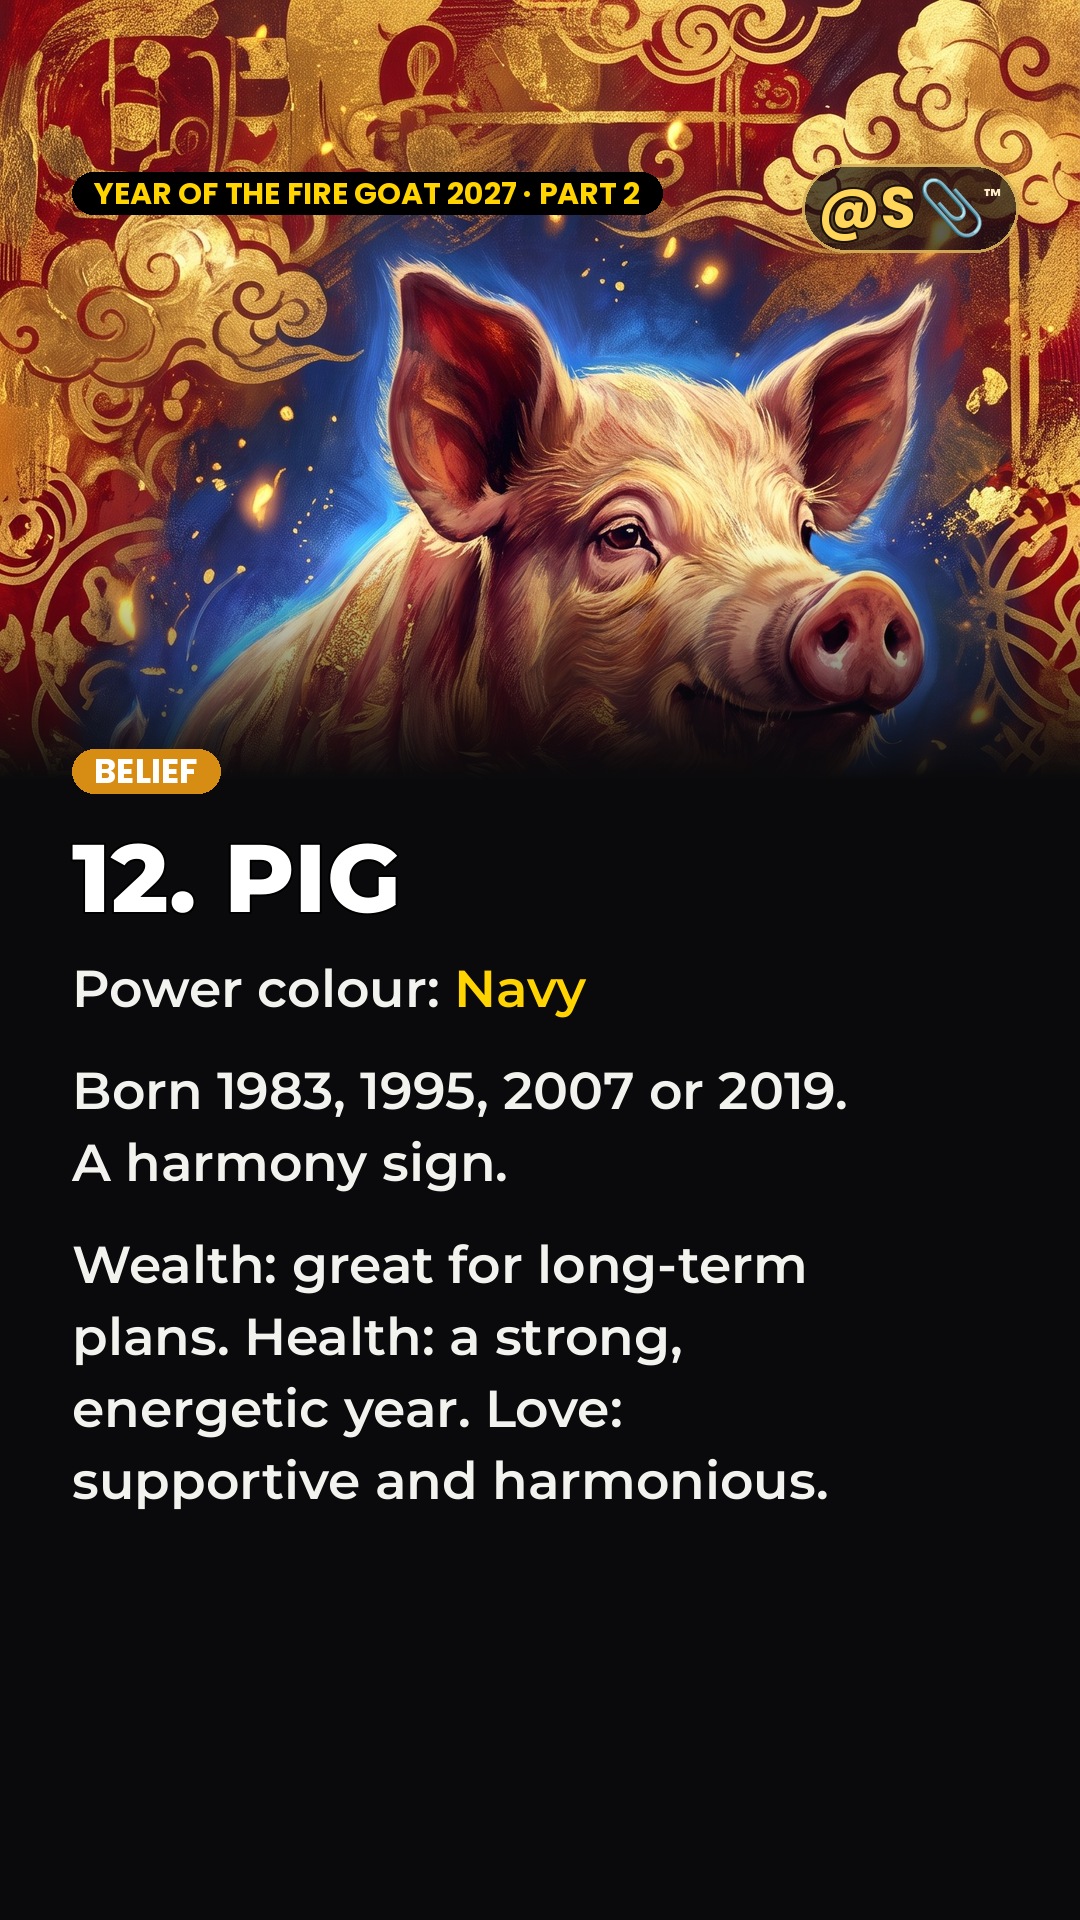 YEAR OF THE FIRE GOAT 2027 · PART 2
@S📎™
BELIEF
12. PIG
Power colour: Navy
Born 1983, 1995, 2007 or 2019.
A harmony sign.
Wealth: great for long-term
plans. Health: a strong,
energetic year. Love:
supportive and harmonious.